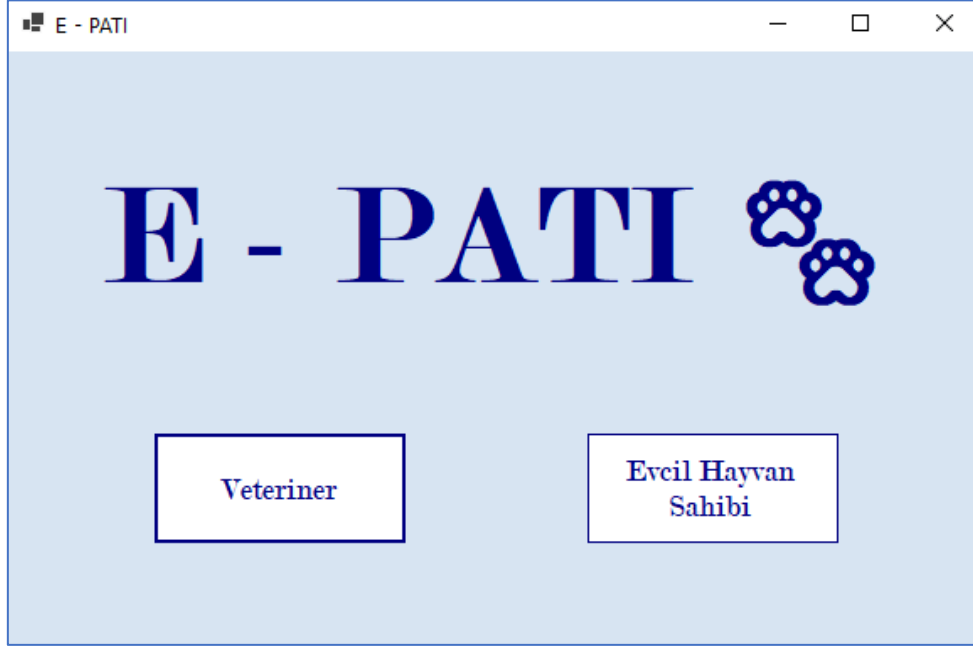 E - PATI
E - PATI
Veteriner
Evcil Hayvan
Sahibi